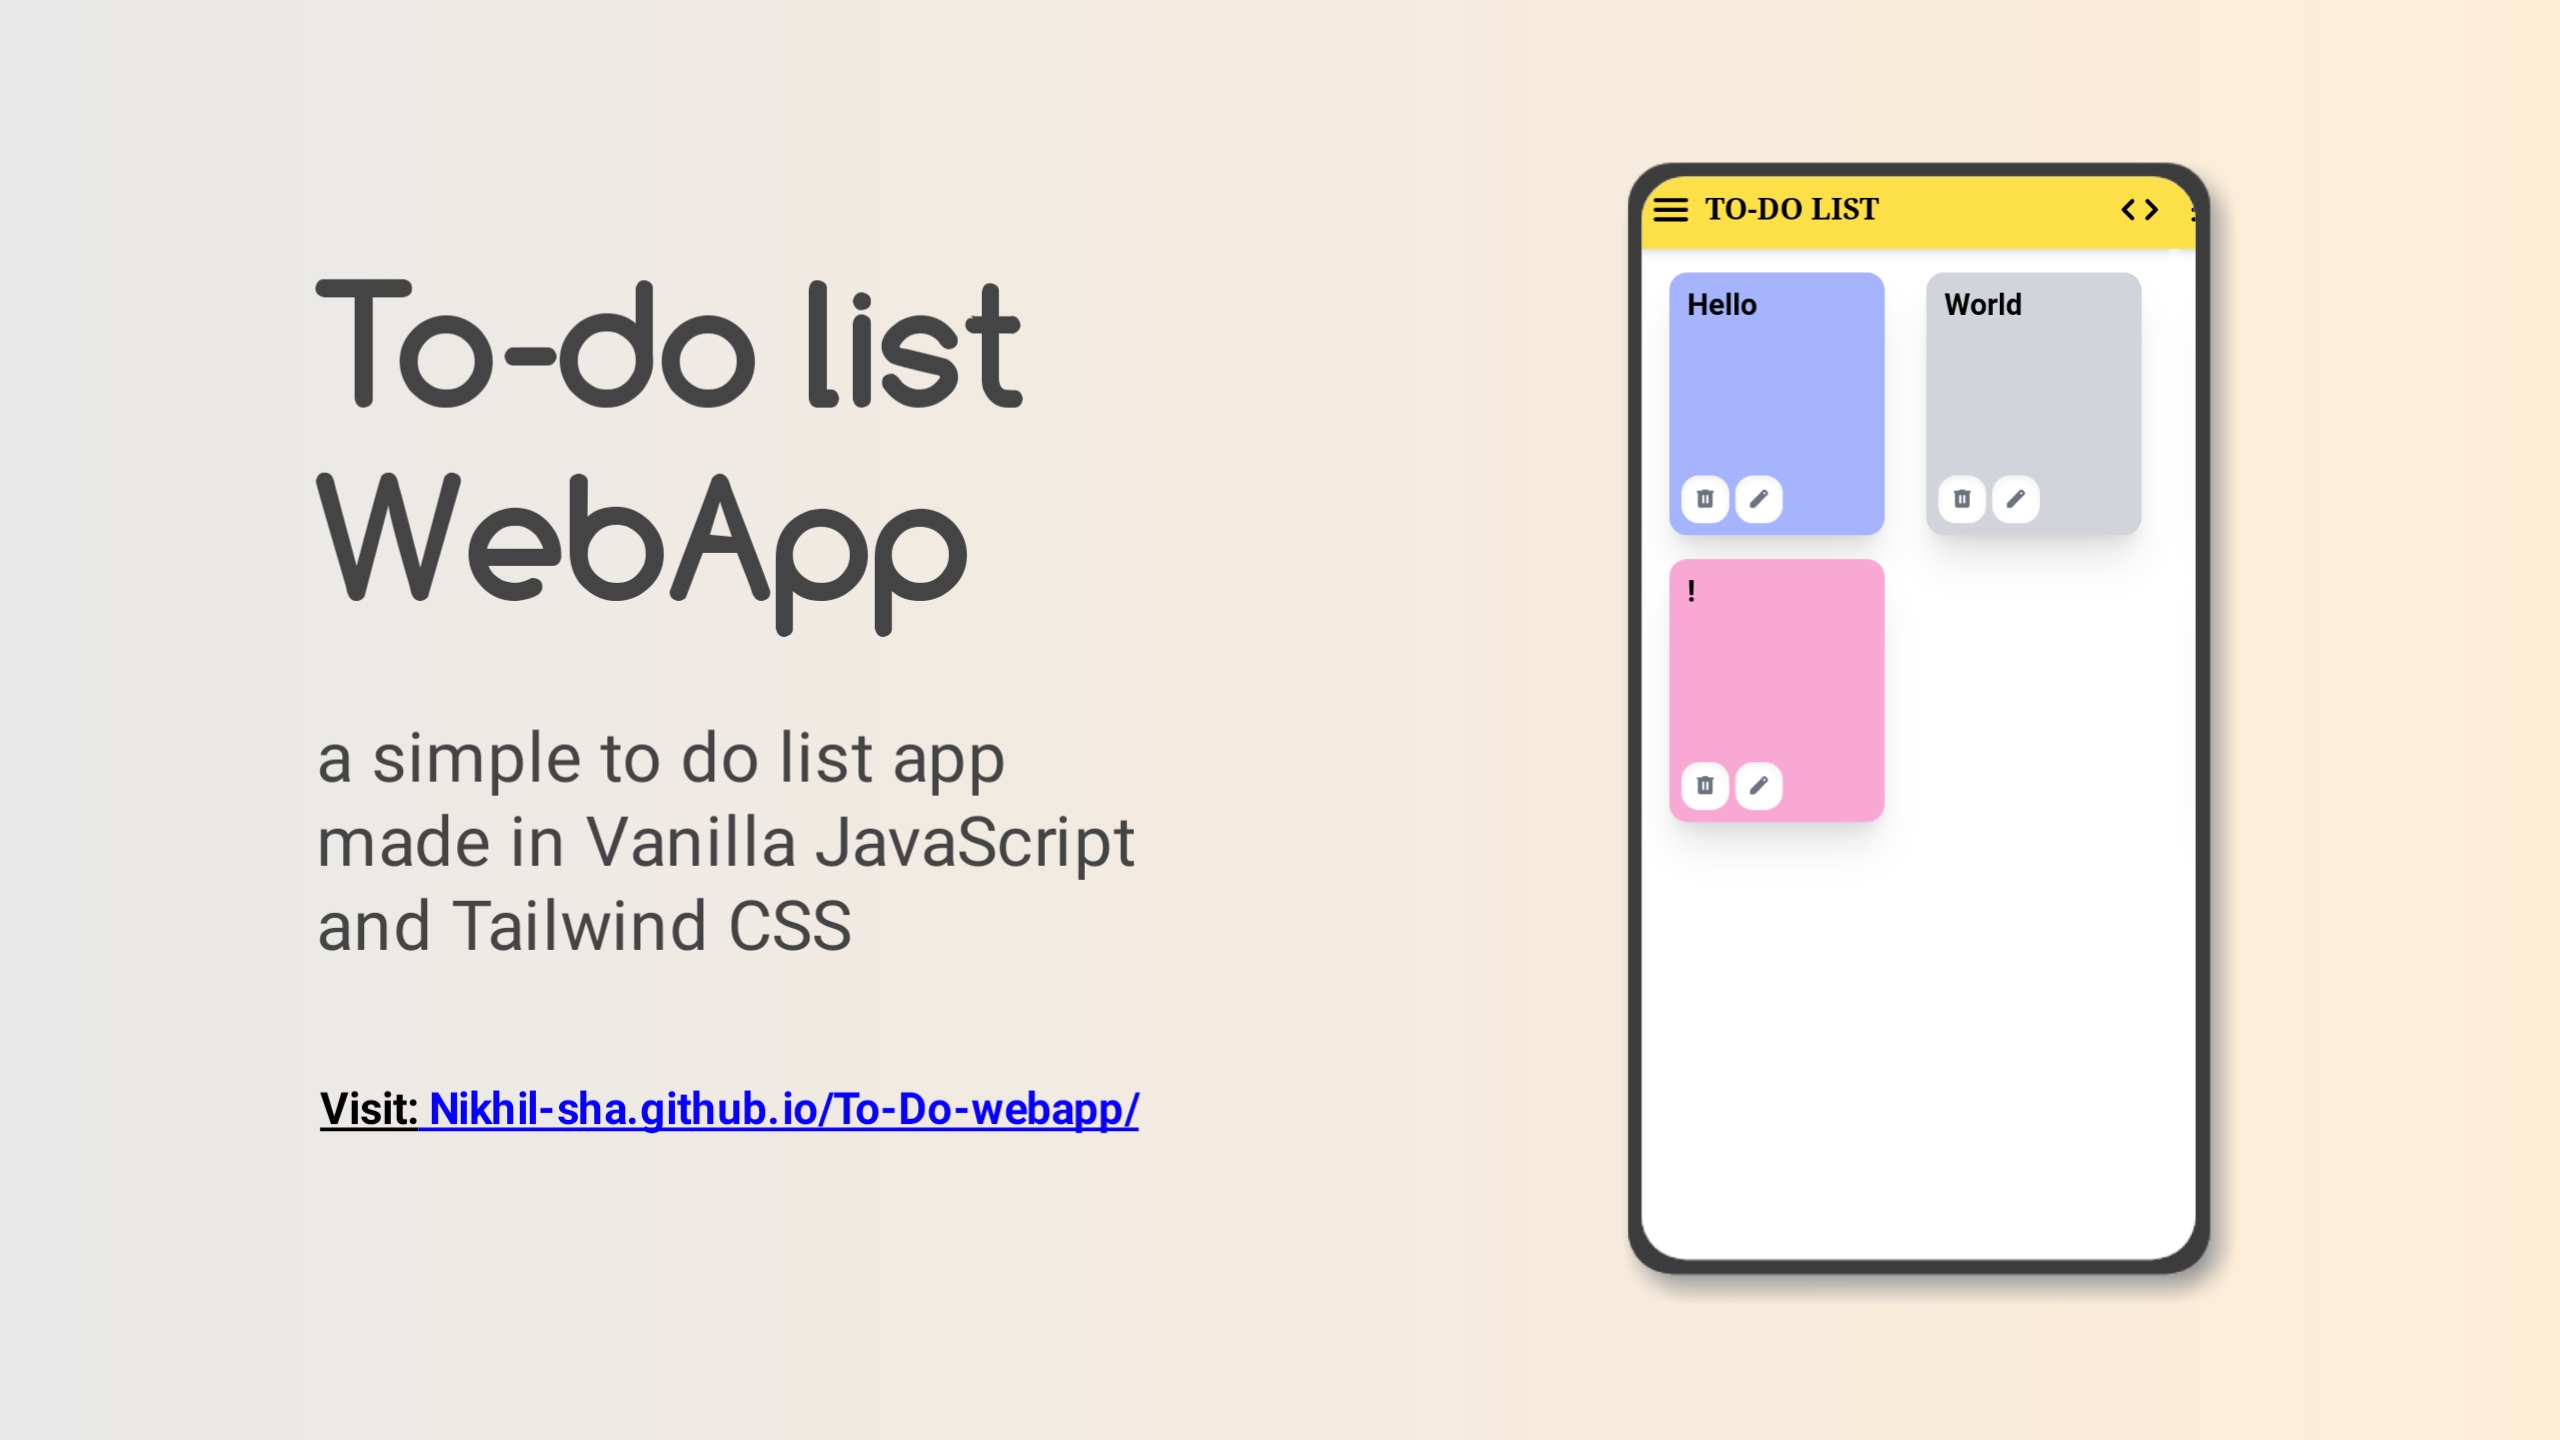 To-do list
WebApp
a simple to do list app
made in Vanilla JavaScript
and Tailwind CSS
Visit: Nikhil-sha.github.io/To-Do-webapp/
TO-DO LIST
Hello
World
!